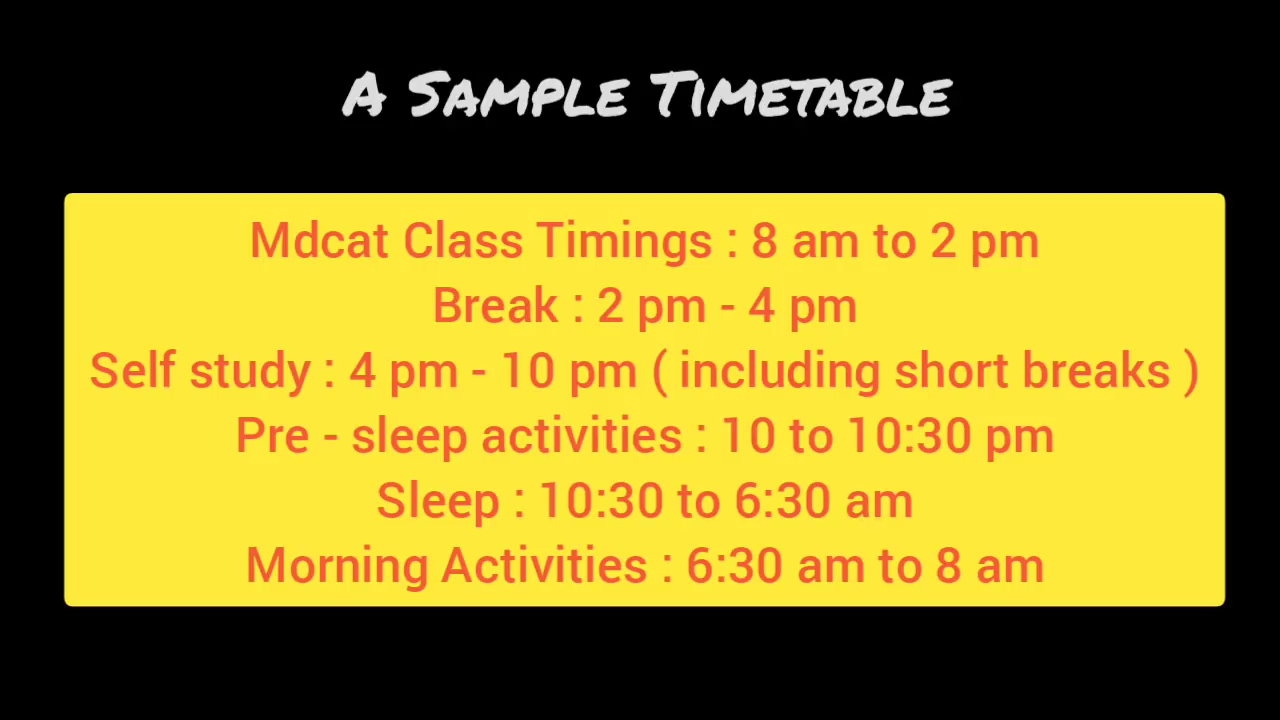 A Sample Timetable
Mdcat Class Timings : 8 am to 2 pm
Break : 2 pm - 4 pm
Self study : 4 pm - 10 pm ( including short breaks )
Pre - sleep activities : 10 to 10:30 pm
Sleep : 10:30 to 6:30 am
Morning Activities : 6:30 am to 8 am